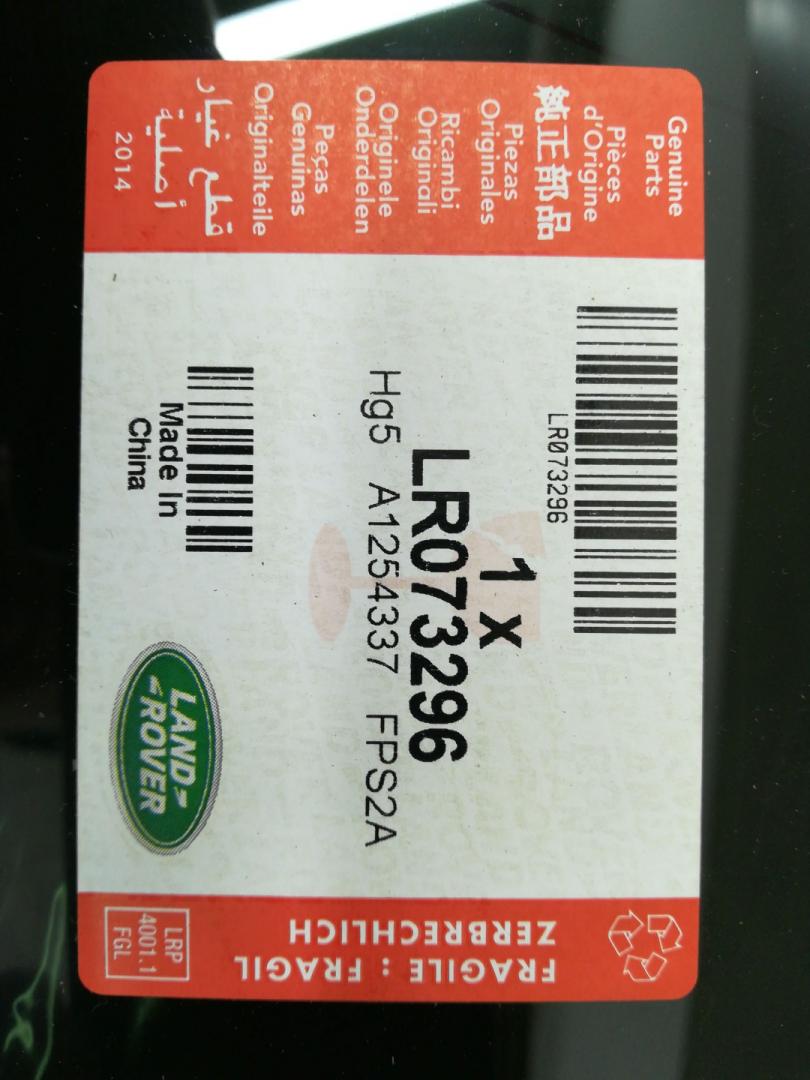 Genuine
Parts
Pièces
d'Origine
純正部品
Piezas
Originales
Ricambi
Originali
Originele
Onderdelen
Peças
Genuinas
Originalteile
قطع غيار
أصلية
2014
LR073296
1 x
LR073296
Hg5 A1254337 FPS2A
Made In
China
LAND
ROVER
FRAGILE : FRAGIL
ZERBRECHLICH
LRP
4001.1
FGL